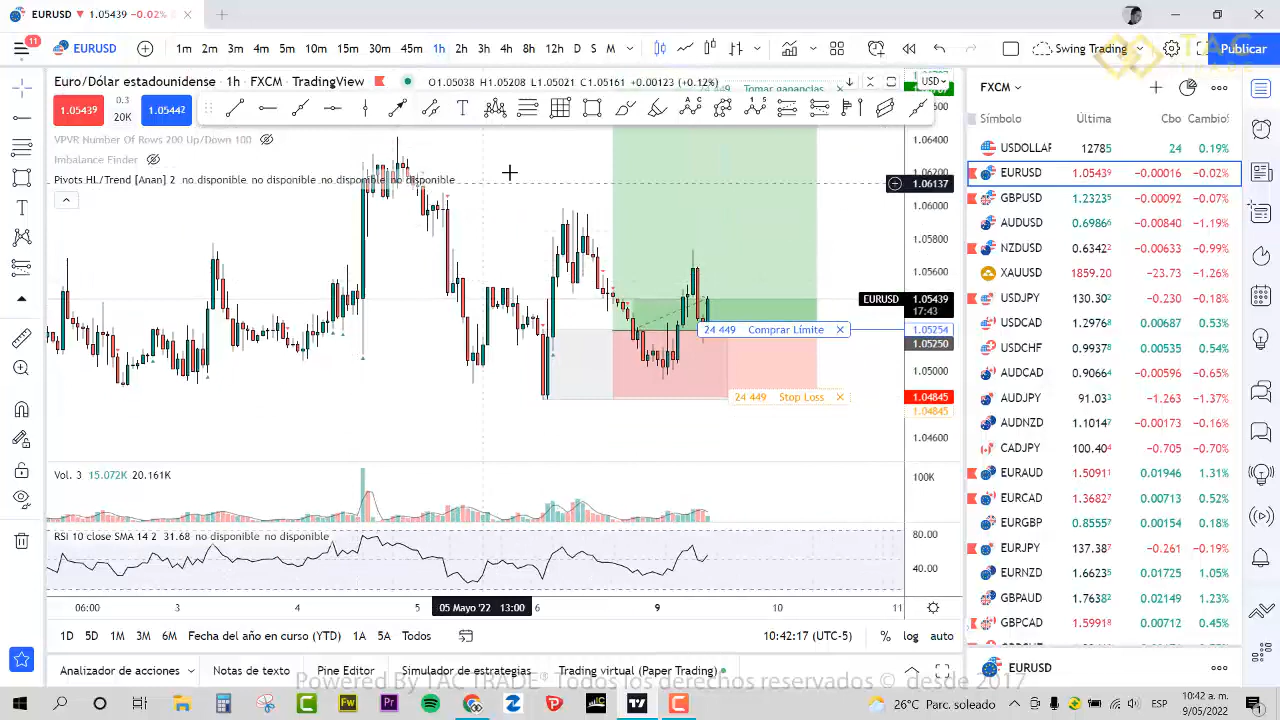 EURUSD ▼ 1.05439 −0.02%
11
EURUSD
1m 2m 3m 4m 5m 10m 15m 30m 45m 1h 2h 3h 4h 8h 12h D S M
Swing Trading
Publicar
Euro/Dólar estadounidense · 1h · FXCM · TradingView
1.05038
1.05161 +0.00123 (+0.12%)
Tomar ganancias
USD
1.05439
0.3
20K
1.05442
VPVR Number Of Rows 200 Up/Down 100
Imbalance Finder
Pivots HL/Trend [Anan] 2 no disponible no disponible no disponible no disponible
1.06400
1.06200
1.06137
1.06000
1.05800
1.05600
EURUSD 1.05439
17:43
24 449 Comprar Límite
1.05254
1.05250
1.05000
24 449 Stop Loss
1.04845
1.04845
1.04600
Vol. 3 15.072K 20.161K
100K
RSI 10 close SMA 14 2 31.68 no disponible no disponible
80.00
40.00
06:00 3 4 5 05 Mayo '22 13:00 6 9 10 11
1D 5D 1M 3M 6M Fecha del año en curso (YTD) 1A 5A Todos
10:42:17 (UTC-5) % log auto
Analizador de acciones Notas de texto Pine Editor Simulador de estrategias Trading virtual (Paper Trading)
FXCM
Símbolo Última Cbo Cambio%
USDOLLAR 12785 24 0.19%
EURUSD 1.05439 −0.00016 −0.02%
GBPUSD 1.23235 −0.00092 −0.07%
AUDUSD 0.69866 −0.00840 −1.19%
NZDUSD 0.63422 −0.00633 −0.99%
XAUUSD 1859.20 −23.73 −1.26%
USDJPY 130.302 −0.230 −0.18%
USDCAD 1.29768 0.00687 0.53%
USDCHF 0.99378 0.00535 0.54%
AUDCAD 0.90664 −0.00596 −0.65%
AUDJPY 91.033 −1.263 −1.37%
AUDNZD 1.10147 −0.00173 −0.16%
CADJPY 100.404 −0.705 −0.70%
EURAUD 1.50911 0.01946 1.31%
EURCAD 1.36827 0.00713 0.52%
EURGBP 0.85557 0.00154 0.18%
EURJPY 137.387 −0.261 −0.19%
EURNZD 1.66235 0.01725 1.05%
GBPAUD 1.76382 0.02149 1.23%
GBPCAD 1.59918 0.00712 0.45%
EURUSD
Powered By TAC TRADE® Todos los derechos reservados © desde 2017
26°C Parc. soleado
ESP
10:42 a.m.
9/05/2022